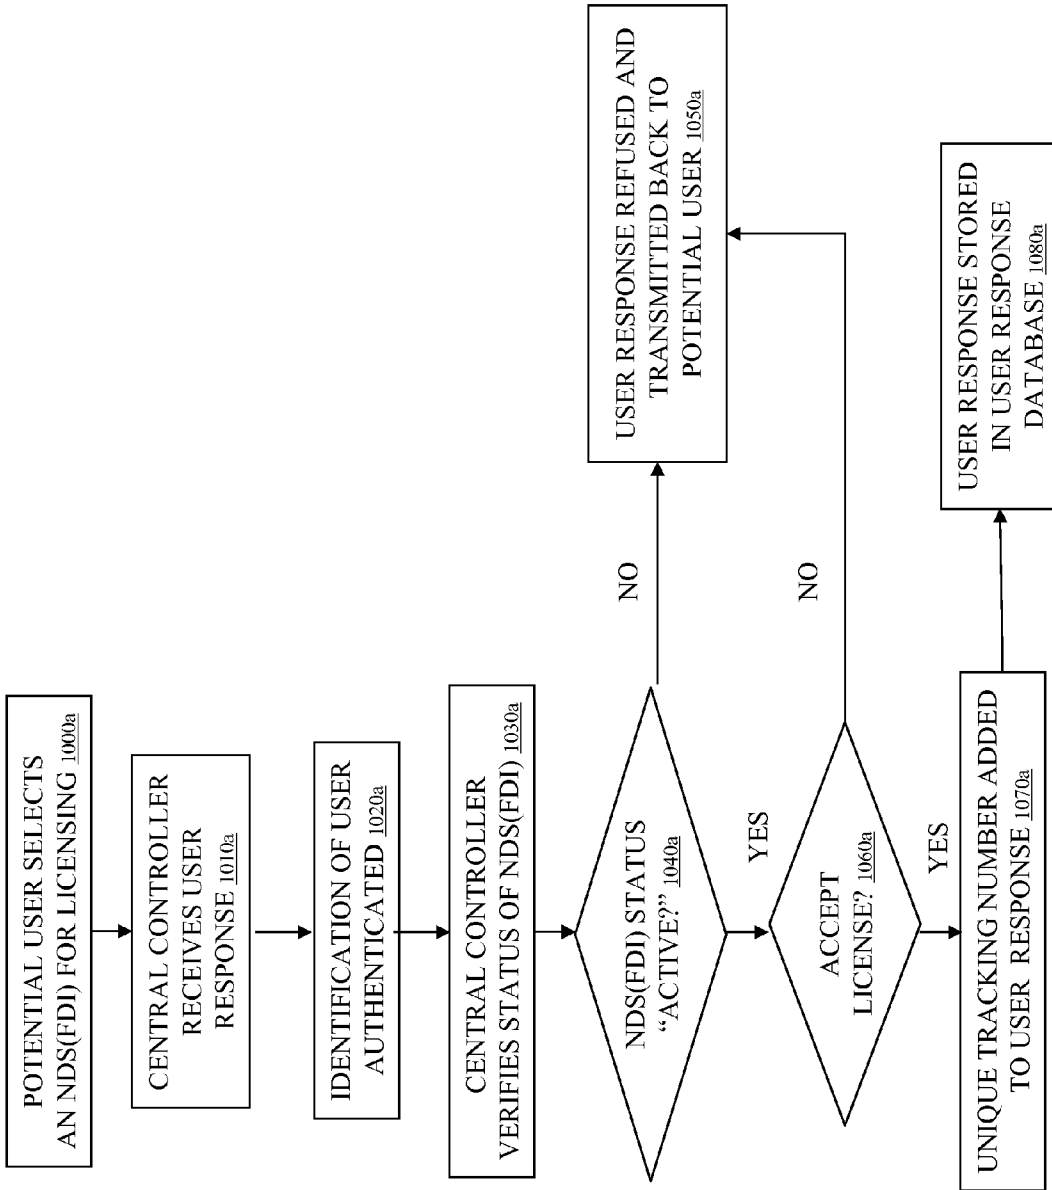 POTENTIAL USER SELECTS
AN NDS(FDI) FOR LICENSING 1000a
CENTRAL CONTROLLER
RECEIVES USER
RESPONSE 1010a
IDENTIFICATION OF USER
AUTHENTICATED 1020a
CENTRAL CONTROLLER
VERIFIES STATUS OF NDS(FDI) 1030a
NDS(FDI) STATUS
“ACTIVE?” 1040a
NO
USER RESPONSE REFUSED AND
TRANSMITTED BACK TO
POTENTIAL USER 1050a
YES
ACCEPT
LICENSE? 1060a
NO
YES
UNIQUE TRACKING NUMBER ADDED
TO USER RESPONSE 1070a
USER RESPONSE STORED
IN USER RESPONSE
DATABASE 1080a